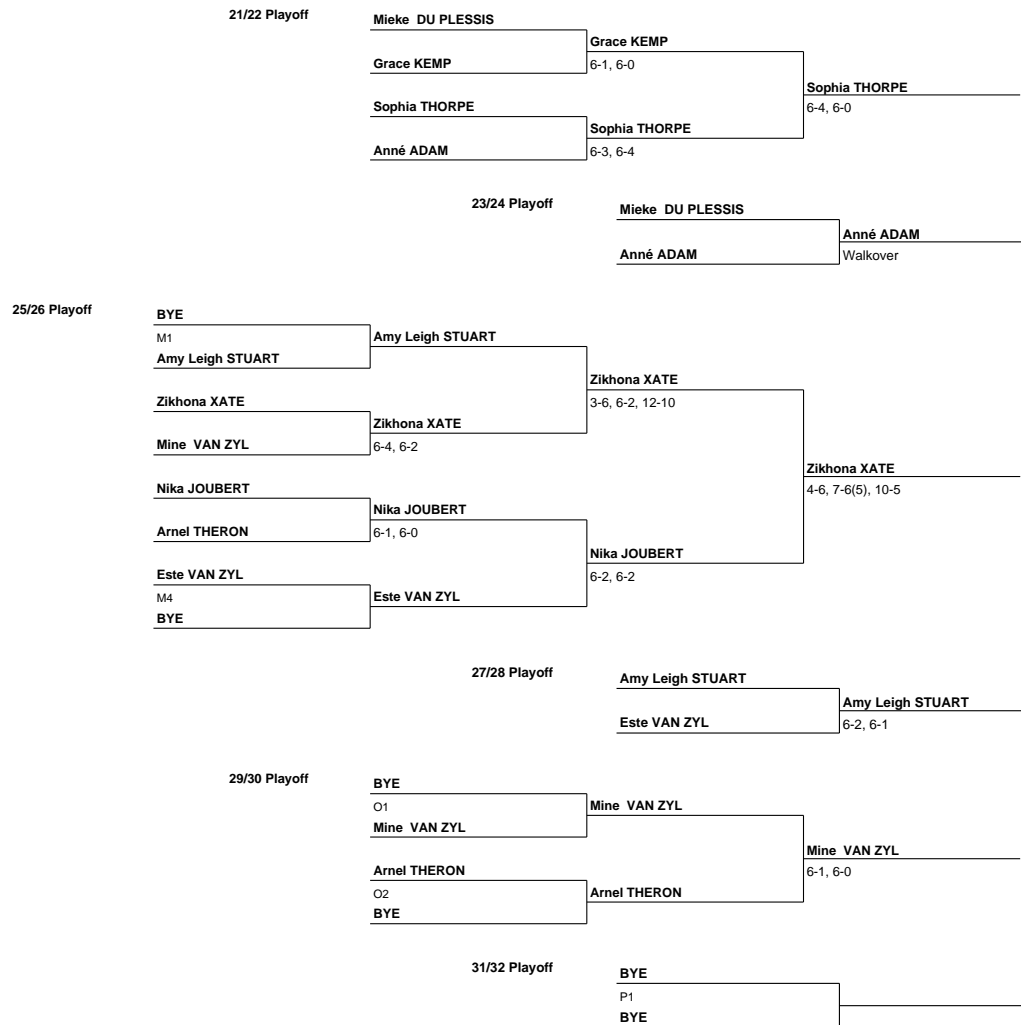 21/22 Playoff
Mieke  DU PLESSIS
Grace KEMP
Grace KEMP
6-1, 6-0
Sophia THORPE
6-4, 6-0
Sophia THORPE
Sophia THORPE
Anné ADAM
6-3, 6-4
23/24 Playoff
Mieke  DU PLESSIS
Anné ADAM
Anné ADAM
Walkover
25/26 Playoff
BYE
M1
Amy Leigh STUART
Amy Leigh STUART
Zikhona XATE
3-6, 6-2, 12-10
Zikhona XATE
Zikhona XATE
Mine  VAN ZYL
6-4, 6-2
Zikhona XATE
4-6, 7-6(5), 10-5
Nika JOUBERT
Nika JOUBERT
Arnel THERON
6-1, 6-0
Nika JOUBERT
6-2, 6-2
Este VAN ZYL
M4
Este VAN ZYL
BYE
27/28 Playoff
Amy Leigh STUART
Amy Leigh STUART
Este VAN ZYL
6-2, 6-1
29/30 Playoff
BYE
O1
Mine  VAN ZYL
Mine  VAN ZYL
Mine  VAN ZYL
6-1, 6-0
Arnel THERON
O2
Arnel THERON
BYE
31/32 Playoff
BYE
P1
BYE